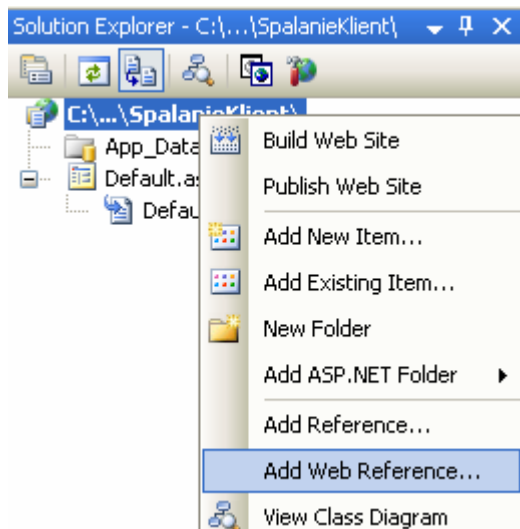 Solution Explorer - C:\...\SpalanieKlient\
C:\...\SpalanieKlient\
App_Data
Default.as
Defau
Build Web Site
Publish Web Site
Add New Item...
Add Existing Item...
New Folder
Add ASP.NET Folder
Add Reference...
Add Web Reference...
View Class Diagram